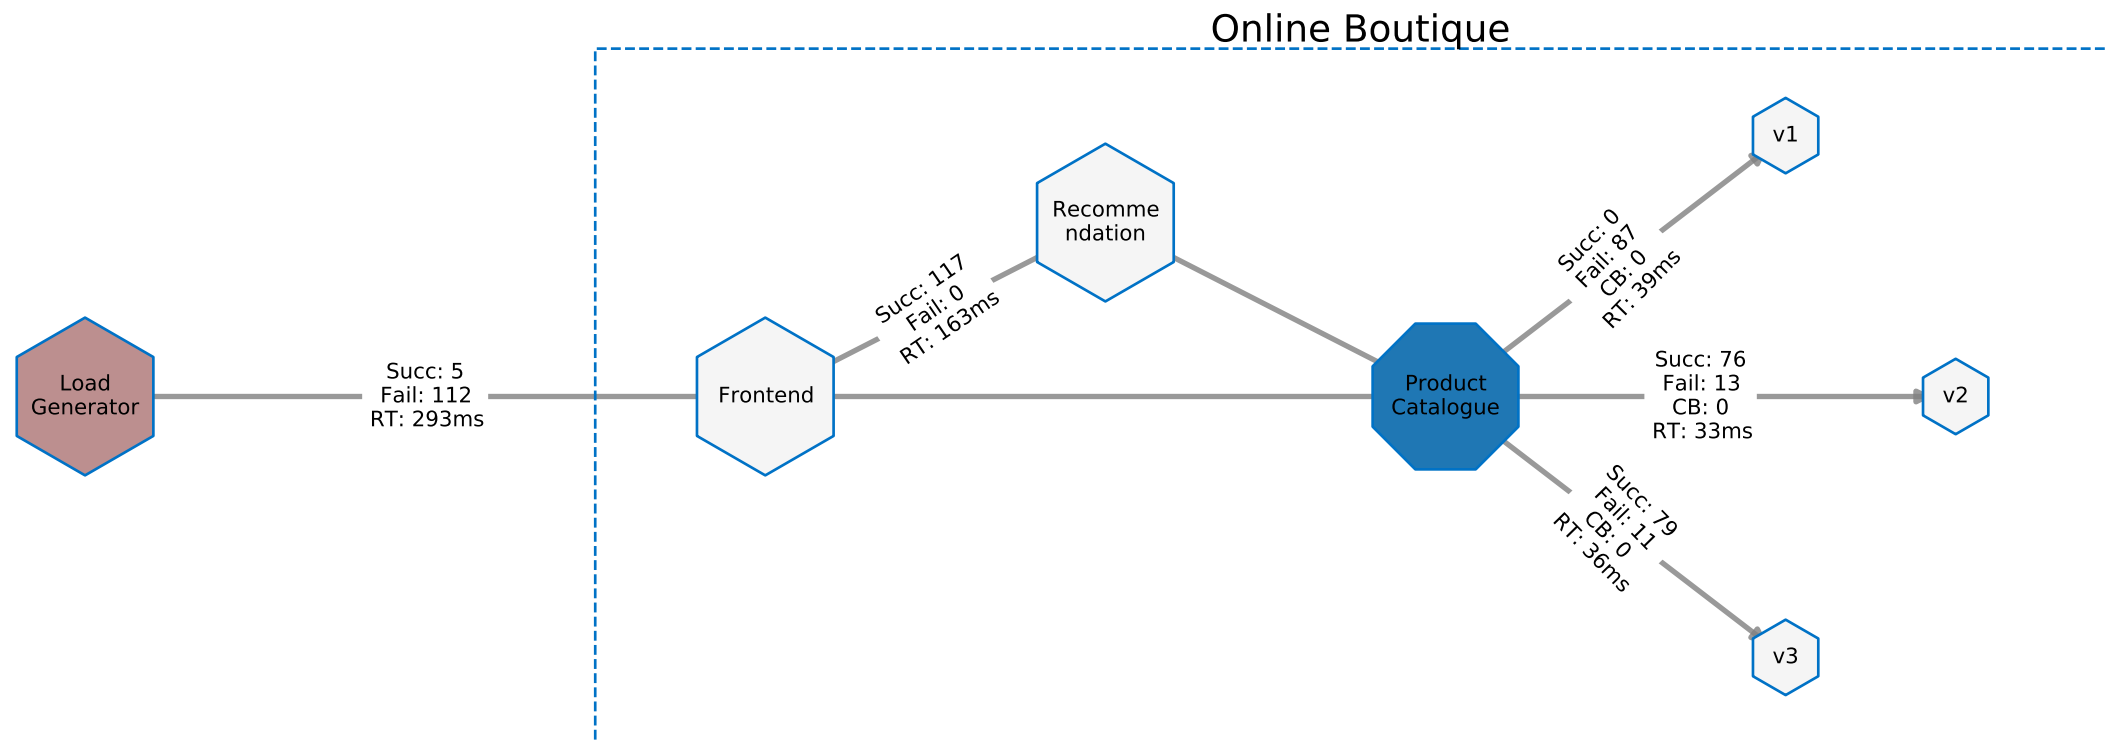 Online Boutique
Load
Generator
Succ: 5
Fail: 112
RT: 293ms
Frontend
Succ: 117
Fail: 0
RT: 163ms
Recomme
ndation
Product
Catalogue
Succ: 0
Fail: 87
CB: 0
RT: 39ms
v1
Succ: 76
Fail: 13
CB: 0
RT: 33ms
v2
Succ: 79
Fail: 11
CB: 0
RT: 36ms
v3